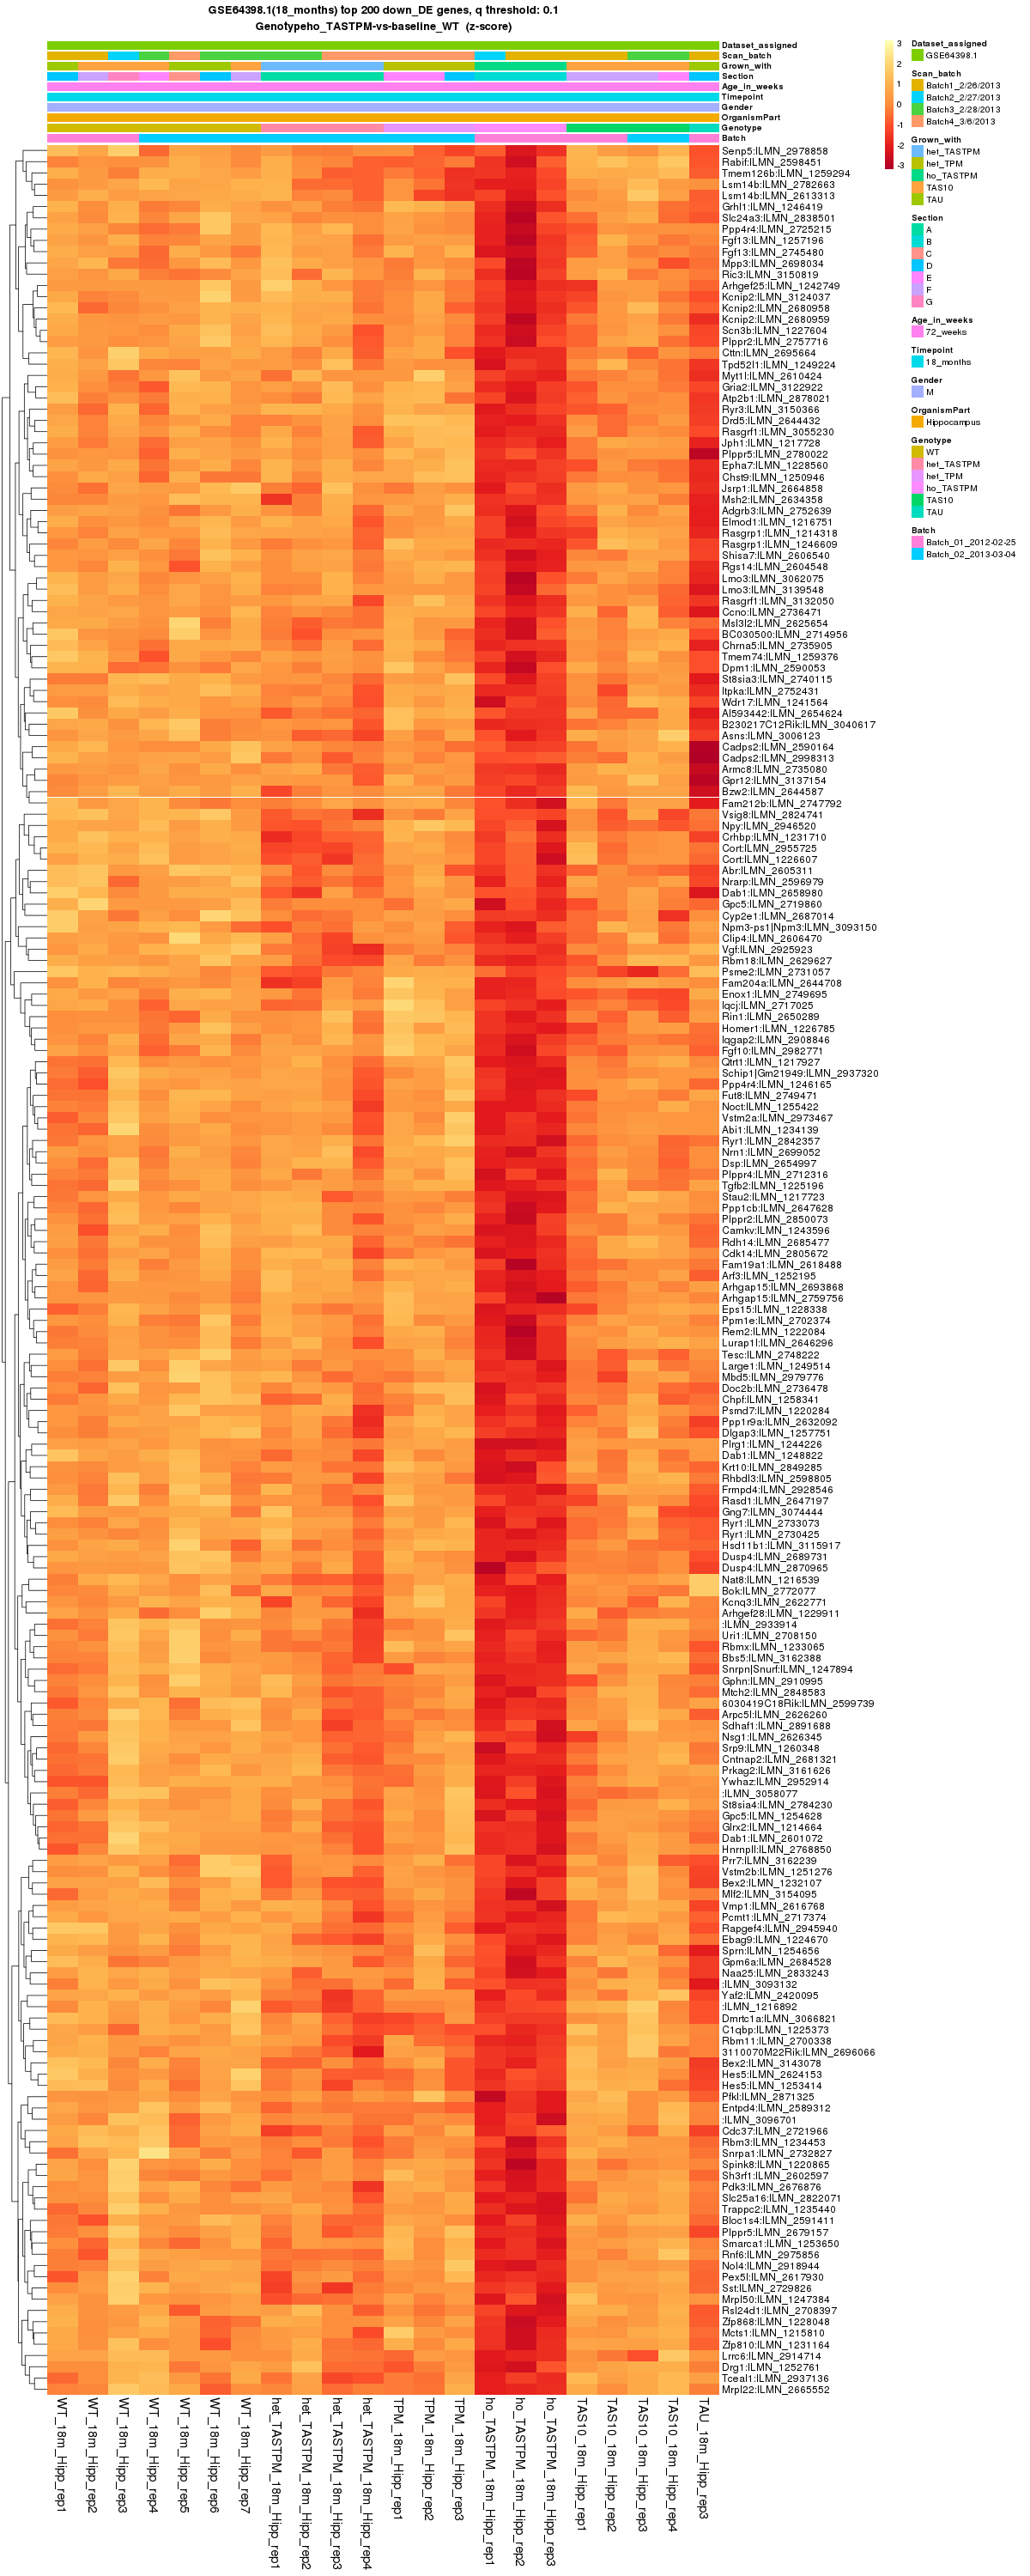 GSE64398.1(18_months) top 200 down_DE genes, q threshold: 0.1
Genotypeho_TASTPM-vs-baseline_WT (z-score)
Dataset_assigned
Scan_batch
Grown_with
Section
Age_in_weeks
Timepoint
Gender
OrganismPart
Genotype
Batch
3
2
1
0
-1
-2
-3
Dataset_assigned
GSE64398.1
Scan_batch
Batch1_2/26/2013
Batch2_2/27/2013
Batch3_2/28/2013
Batch4_3/6/2013
Grown_with
het_TASTPM
het_TPM
ho_TASTPM
TAS10
TAU
Section
A
B
C
D
E
F
G
Age_in_weeks
72_weeks
Timepoint
18_months
Gender
M
OrganismPart
Hippocampus
Genotype
WT
het_TASTPM
het_TPM
ho_TASTPM
TAS10
TAU
Batch
Batch_01_2012-02-25
Batch_02_2013-03-04
Senp5:ILMN_2978858
Rabif:ILMN_2598451
Tmem126b:ILMN_1259294
Lsm14b:ILMN_2782663
Lsm14b:ILMN_2613313
Grhl1:ILMN_1246419
Slc24a3:ILMN_2838501
Ppp4r4:ILMN_2725215
Fgf13:ILMN_1257196
Fgf13:ILMN_2745480
Mpp3:ILMN_2698034
Ric3:ILMN_3150819
Arhgef25:ILMN_1242749
Kcnip2:ILMN_3124037
Kcnip2:ILMN_2680958
Kcnip2:ILMN_2680959
Scn3b:ILMN_1227604
Plppr2:ILMN_2757716
Cttn:ILMN_2695664
Tpd52l1:ILMN_1249224
Myt1l:ILMN_2610424
Gria2:ILMN_3122922
Atp2b1:ILMN_2878021
Ryr3:ILMN_3150366
Drd5:ILMN_2644432
Rasgrf1:ILMN_3055230
Jph1:ILMN_1217728
Plppr5:ILMN_2780022
Epha7:ILMN_1228560
Chst9:ILMN_1250946
Jsrp1:ILMN_2664858
Msh2:ILMN_2634358
Adgrb3:ILMN_2752639
Elmod1:ILMN_1216751
Rasgrp1:ILMN_1214318
Rasgrp1:ILMN_1246609
Shisa7:ILMN_2606540
Rgs14:ILMN_2604548
Lmo3:ILMN_3062075
Lmo3:ILMN_3139548
Rasgrf1:ILMN_3132050
Ccno:ILMN_2736471
Msl3l2:ILMN_2625654
BC030500:ILMN_2714956
Chrna5:ILMN_2735905
Tmem74:ILMN_1259376
Dpm1:ILMN_2590053
St8sia3:ILMN_2740115
Itpka:ILMN_2752431
Wdr17:ILMN_1241564
AI593442:ILMN_2654624
B230217C12Rik:ILMN_3040617
Asns:ILMN_3006123
Cadps2:ILMN_2590164
Cadps2:ILMN_2998313
Armc8:ILMN_2735080
Gpr12:ILMN_3137154
Bzw2:ILMN_2644587
Fam212b:ILMN_2747792
Vsig8:ILMN_2824741
Npy:ILMN_2946520
Crhbp:ILMN_1231710
Cort:ILMN_2955725
Cort:ILMN_1226607
Abr:ILMN_2605311
Nrarp:ILMN_2596979
Dab1:ILMN_2658980
Gpc5:ILMN_2719860
Cyp2e1:ILMN_2687014
Npm3-ps1|Npm3:ILMN_3093150
Clip4:ILMN_2606470
Vgf:ILMN_2925923
Rbm18:ILMN_2629627
Psme2:ILMN_2731057
Fam204a:ILMN_2644708
Enox1:ILMN_2749695
Iqcj:ILMN_2717025
Rin1:ILMN_2650289
Homer1:ILMN_1226785
Iqgap2:ILMN_2908846
Fgf10:ILMN_2982771
Qtrt1:ILMN_1217927
Schip1|Gm21949:ILMN_2937320
Ppp4r4:ILMN_1246165
Fut8:ILMN_2749471
Noct:ILMN_1255422
Vstm2a:ILMN_2973467
Abi1:ILMN_1234139
Ryr1:ILMN_2842357
Nrn1:ILMN_2699052
Dsp:ILMN_2654997
Plppr4:ILMN_2712316
Tgfb2:ILMN_1225196
Stau2:ILMN_1217723
Ppp1cb:ILMN_2647628
Plppr2:ILMN_2850073
Camkv:ILMN_1243596
Rdh14:ILMN_2685477
Cdk14:ILMN_2805672
Fam19a1:ILMN_2618488
Arf3:ILMN_1252195
Arhgap15:ILMN_2693868
Arhgap15:ILMN_2759756
Eps15:ILMN_1228338
Ppm1e:ILMN_2702374
Rem2:ILMN_1222084
Lurap1l:ILMN_2646296
Tesc:ILMN_2748222
Large1:ILMN_1249514
Mbd5:ILMN_2979776
Doc2b:ILMN_2736478
Chpf:ILMN_1258341
Psmd7:ILMN_1220284
Ppp1r9a:ILMN_2632092
Dlgap3:ILMN_1257751
Plrg1:ILMN_1244226
Dab1:ILMN_1248822
Krt10:ILMN_2849285
Rhbdl3:ILMN_2598805
Frmpd4:ILMN_2928546
Rasd1:ILMN_2647197
Gng7:ILMN_3074444
Ryr1:ILMN_2733073
Ryr1:ILMN_2730425
Hsd11b1:ILMN_3115917
Dusp4:ILMN_2689731
Dusp4:ILMN_2870965
Nat8:ILMN_1216539
Bok:ILMN_2772077
Kcnq3:ILMN_2622771
Arhgef28:ILMN_1229911
:ILMN_2933914
Uri1:ILMN_2708150
Rbmx:ILMN_1233065
Bbs5:ILMN_3162388
Snrpn|Snurf:ILMN_1247894
Gphn:ILMN_2910995
Mtch2:ILMN_2848583
6030419C18Rik:ILMN_2599739
Arpc5l:ILMN_2626260
Sdhaf1:ILMN_2891688
Nsg1:ILMN_2626345
Srp9:ILMN_1260348
Cntnap2:ILMN_2681321
Prkag2:ILMN_3161626
Ywhaz:ILMN_2952914
:ILMN_3058077
St8sia4:ILMN_2784230
Gpc5:ILMN_1254628
Glrx2:ILMN_1214664
Dab1:ILMN_2601072
Hnrnpll:ILMN_2768850
Prr7:ILMN_3162239
Vstm2b:ILMN_1251276
Bex2:ILMN_1232107
Mlf2:ILMN_3154095
Vmp1:ILMN_2616768
Pcmt1:ILMN_2717374
Rapgef4:ILMN_2945940
Ebag9:ILMN_1224670
Sprn:ILMN_1254656
Gpm6a:ILMN_2684528
Naa25:ILMN_2833243
:ILMN_3093132
Yaf2:ILMN_2420095
:ILMN_1216892
Dmrtc1a:ILMN_3066821
C1qbp:ILMN_1225373
Rbm11:ILMN_2700338
3110070M22Rik:ILMN_2696066
Bex2:ILMN_3143078
Hes5:ILMN_2624153
Hes5:ILMN_1253414
Pfkl:ILMN_2871325
Entpd4:ILMN_2589312
:ILMN_3096701
Cdc37:ILMN_2721966
Rbm3:ILMN_1234453
Snrpa1:ILMN_2732827
Spink8:ILMN_1220865
Sh3rf1:ILMN_2602597
Pdk3:ILMN_2676876
Slc25a16:ILMN_2822071
Trappc2:ILMN_1235440
Bloc1s4:ILMN_2591411
Plppr5:ILMN_2679157
Smarca1:ILMN_1253650
Rnf6:ILMN_2975856
Nol4:ILMN_2918944
Pex5l:ILMN_2617930
Sst:ILMN_2729826
Mrpl50:ILMN_1247384
Rsl24d1:ILMN_2708397
Zfp868:ILMN_1228048
Mcts1:ILMN_1215810
Zfp810:ILMN_1231164
Lrrc6:ILMN_2914714
Drg1:ILMN_1252761
Tceal1:ILMN_2937136
Mrpl22:ILMN_2665552
WT_18m_Hipp_rep1
WT_18m_Hipp_rep2
WT_18m_Hipp_rep3
WT_18m_Hipp_rep4
WT_18m_Hipp_rep5
WT_18m_Hipp_rep6
WT_18m_Hipp_rep7
het_TASTPM_18m_Hipp_rep1
het_TASTPM_18m_Hipp_rep2
het_TASTPM_18m_Hipp_rep3
het_TASTPM_18m_Hipp_rep4
TPM_18m_Hipp_rep1
TPM_18m_Hipp_rep2
TPM_18m_Hipp_rep3
ho_TASTPM_18m_Hipp_rep1
ho_TASTPM_18m_Hipp_rep2
ho_TASTPM_18m_Hipp_rep3
TAS10_18m_Hipp_rep1
TAS10_18m_Hipp_rep2
TAS10_18m_Hipp_rep3
TAS10_18m_Hipp_rep4
TAU_18m_Hipp_rep3